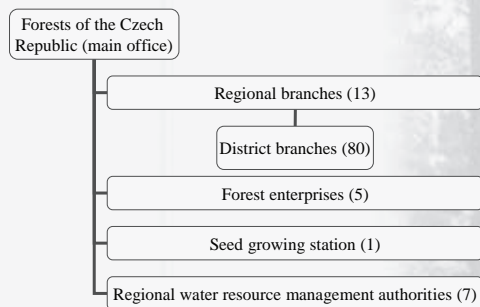 Forests of the Czech
Republic (main office)
Regional branches (13)
District branches (80)
Forest enterprises (5)
Seed growing station (1)
Regional water resource management authorities (7)